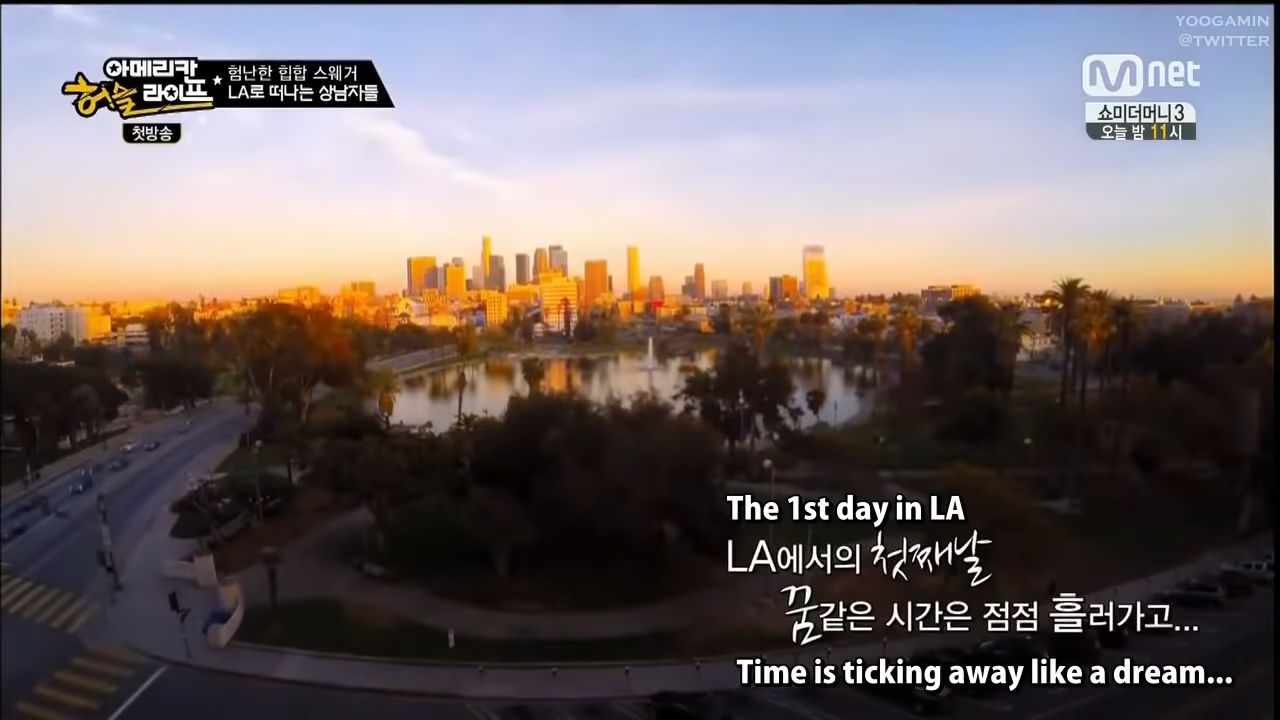 YOOGAMIN
@TWITTER
아메리칸
허슬 라이프
첫방송
험난한 힙합 스웨거
LA로 떠나는 상남자들
Mnet
쇼미더머니3
오늘 밤 11시
The 1st day in LA
LA에서의 첫째날
꿈같은 시간은 점점 흘러가고...
Time is ticking away like a dream...